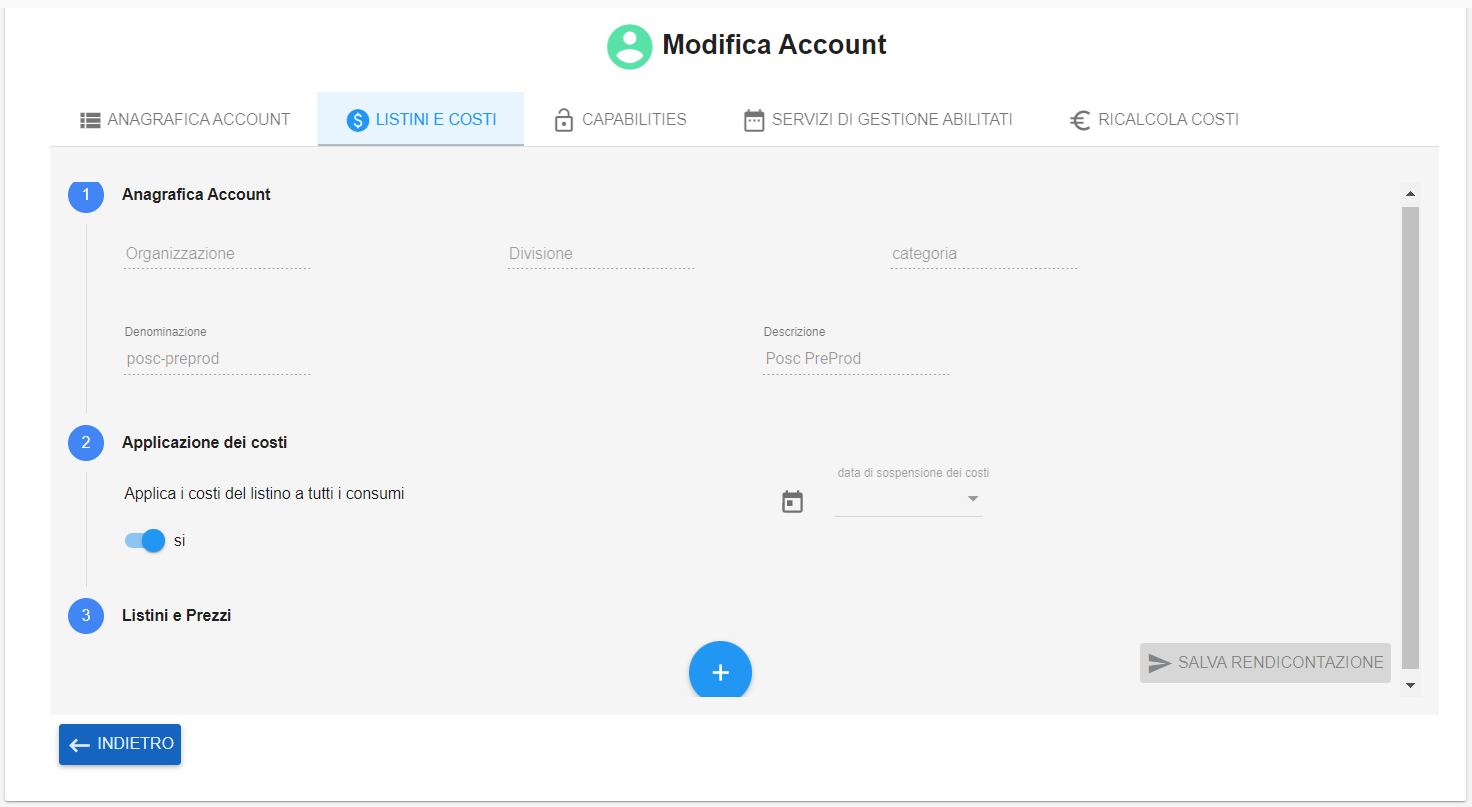 Modifica Account
ANAGRAFICA ACCOUNT
LISTINI E COSTI
CAPABILITIES
SERVIZI DI GESTIONE ABILITATI
RICALCOLA COSTI
1 Anagrafica Account
Organizzazione
Divisione
categoria
Denominazione
posc-preprod
Descrizione
Posc PreProd
2 Applicazione dei costi
Applica i costi del listino a tutti i consumi
si
data di sospensione dei costi
3 Listini e Prezzi
SALVA RENDICONTAZIONE
INDIETRO